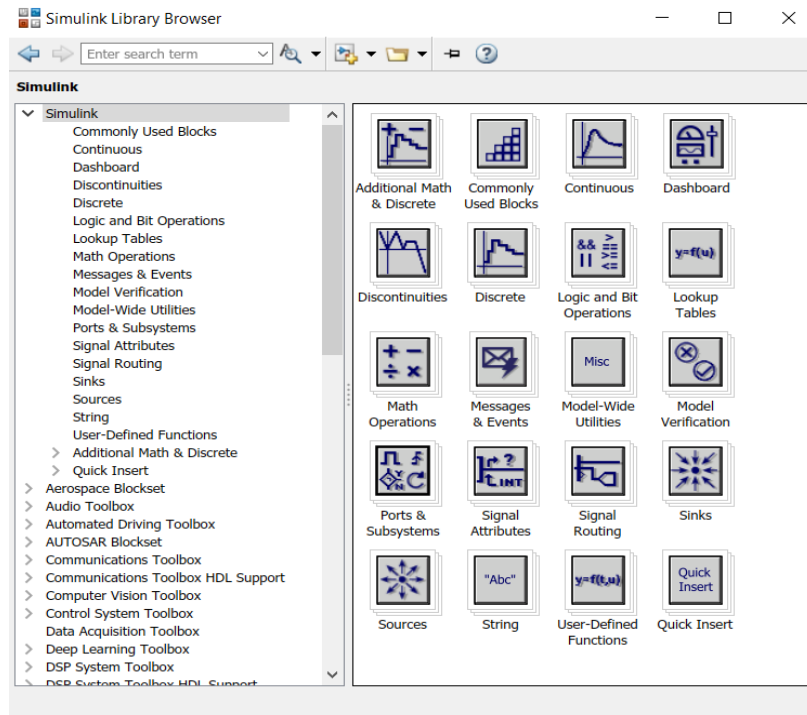 Simulink Library Browser
Enter search term
Simulink
Simulink
Commonly Used Blocks
Continuous
Dashboard
Discontinuities
Discrete
Logic and Bit Operations
Lookup Tables
Math Operations
Messages & Events
Model Verification
Model-Wide Utilities
Ports & Subsystems
Signal Attributes
Signal Routing
Sinks
Sources
String
User-Defined Functions
Additional Math & Discrete
Quick Insert
Aerospace Blockset
Audio Toolbox
Automated Driving Toolbox
AUTOSAR Blockset
Communications Toolbox
Communications Toolbox HDL Support
Computer Vision Toolbox
Control System Toolbox
Data Acquisition Toolbox
Deep Learning Toolbox
DSP System Toolbox
DSP System Toolbox HDL Support
Additional Math
& Discrete
Commonly
Used Blocks
Continuous
Dashboard
Discontinuities
Discrete
&& >
|| ==
>=
<=
Logic and Bit
Operations
y=f(u)
Lookup
Tables
+ −
÷ ×
Math
Operations
Messages
& Events
Misc
Model-Wide
Utilities
Model
Verification
Y
N
Ports &
Subsystems
?
INT
Signal
Attributes
Signal
Routing
Sinks
Sources
"Abc"
String
y=f(t,u)
User-Defined
Functions
Quick
Insert
Quick Insert